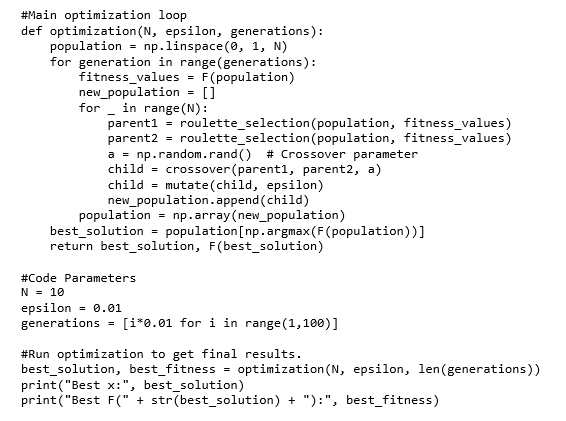 #Main optimization loop
def optimization(N, epsilon, generations):
    population = np.linspace(0, 1, N)
    for generation in range(generations):
        fitness_values = F(population)
        new_population = []
        for _ in range(N):
            parent1 = roulette_selection(population, fitness_values)
            parent2 = roulette_selection(population, fitness_values)
            a = np.random.rand()  # Crossover parameter
            child = crossover(parent1, parent2, a)
            child = mutate(child, epsilon)
            new_population.append(child)
        population = np.array(new_population)
    best_solution = population[np.argmax(F(population))]
    return best_solution, F(best_solution)

#Code Parameters
N = 10
epsilon = 0.01
generations = [i*0.01 for i in range(1,100)]

#Run optimization to get final results.
best_solution, best_fitness = optimization(N, epsilon, len(generations))
print("Best x:", best_solution)
print("Best F(" + str(best_solution) + "):", best_fitness)